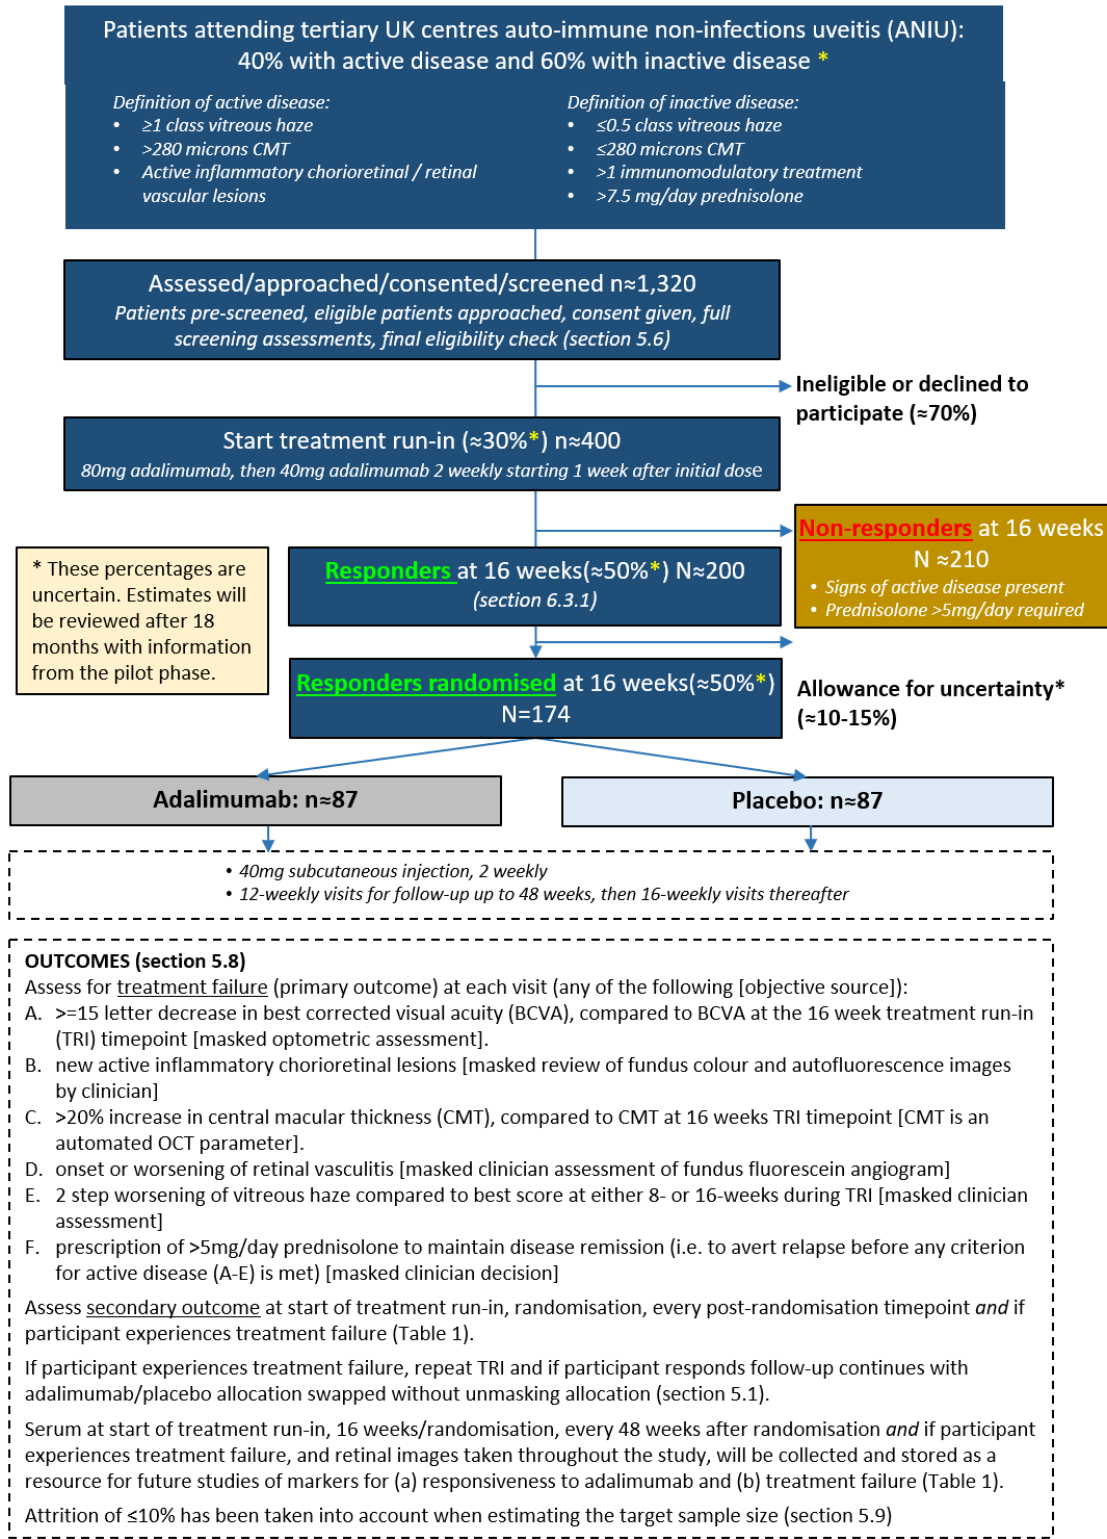 Patients attending tertiary UK centres auto-immune non-infections uveitis (ANIU):
40% with active disease and 60% with inactive disease *
Definition of active disease:
• ≥1 class vitreous haze
• >280 microns CMT
• Active inflammatory chorioretinal / retinal
vascular lesions
Definition of inactive disease:
• ≤0.5 class vitreous haze
• ≤280 microns CMT
• >1 immunomodulatory treatment
• >7.5 mg/day prednisolone
Assessed/approached/consented/screened n≈1,320
Patients pre-screened, eligible patients approached, consent given, full
screening assessments, final eligibility check (section 5.6)
Ineligible or declined to
participate (≈70%)
Start treatment run-in (≈30%*) n≈400
80mg adalimumab, then 40mg adalimumab 2 weekly starting 1 week after initial dose
Non-responders at 16 weeks
N ≈210
• Signs of active disease present
• Prednisolone >5mg/day required
* These percentages are
uncertain. Estimates will
be reviewed after 18
months with information
from the pilot phase.
Responders at 16 weeks(≈50%*) N≈200
(section 6.3.1)
Responders randomised at 16 weeks(≈50%*)
N=174
Allowance for uncertainty*
(≈10-15%)
Adalimumab: n≈87
Placebo: n≈87
• 40mg subcutaneous injection, 2 weekly
• 12-weekly visits for follow-up up to 48 weeks, then 16-weekly visits thereafter
OUTCOMES (section 5.8)
Assess for treatment failure (primary outcome) at each visit (any of the following [objective source]):
A. >=15 letter decrease in best corrected visual acuity (BCVA), compared to BCVA at the 16 week treatment run-in
(TRI) timepoint [masked optometric assessment].
B. new active inflammatory chorioretinal lesions [masked review of fundus colour and autofluorescence images
by clinician]
C. >20% increase in central macular thickness (CMT), compared to CMT at 16 weeks TRI timepoint [CMT is an
automated OCT parameter].
D. onset or worsening of retinal vasculitis [masked clinician assessment of fundus fluorescein angiogram]
E. 2 step worsening of vitreous haze compared to best score at either 8- or 16-weeks during TRI [masked clinician
assessment]
F. prescription of >5mg/day prednisolone to maintain disease remission (i.e. to avert relapse before any criterion
for active disease (A-E) is met) [masked clinician decision]
Assess secondary outcome at start of treatment run-in, randomisation, every post-randomisation timepoint and if
participant experiences treatment failure (Table 1).
If participant experiences treatment failure, repeat TRI and if participant responds follow-up continues with
adalimumab/placebo allocation swapped without unmasking allocation (section 5.1).
Serum at start of treatment run-in, 16 weeks/randomisation, every 48 weeks after randomisation and if participant
experiences treatment failure, and retinal images taken throughout the study, will be collected and stored as a
resource for future studies of markers for (a) responsiveness to adalimumab and (b) treatment failure (Table 1).
Attrition of ≤10% has been taken into account when estimating the target sample size (section 5.9)